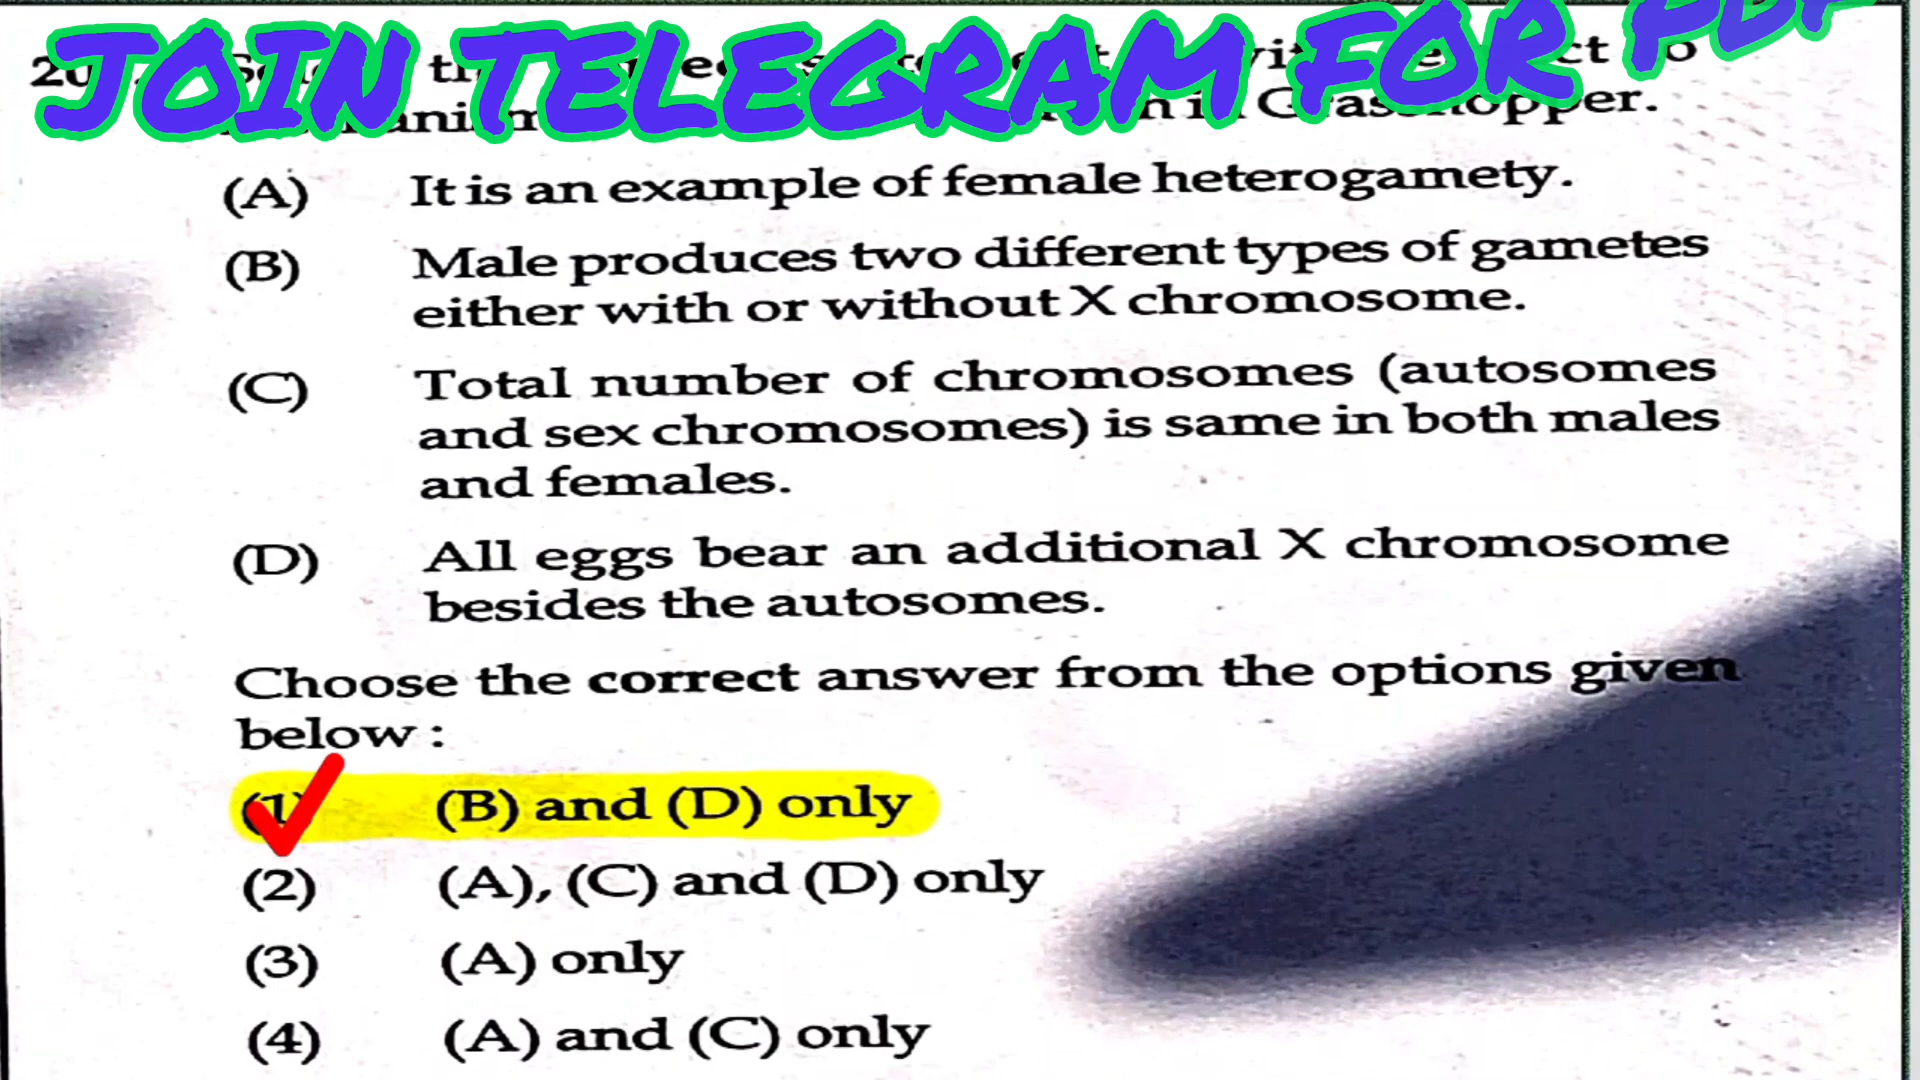 JOIN TELEGRAM FOR PDF
in Grasshopper.
(A) It is an example of female heterogamety.
(B) Male produces two different types of gametes
either with or without X chromosome.
(C) Total number of chromosomes (autosomes
and sex chromosomes) is same in both males
and females.
(D) All eggs bear an additional X chromosome
besides the autosomes.
Choose the correct answer from the options given
below :
(1) (B) and (D) only
(2) (A), (C) and (D) only
(3) (A) only
(4) (A) and (C) only